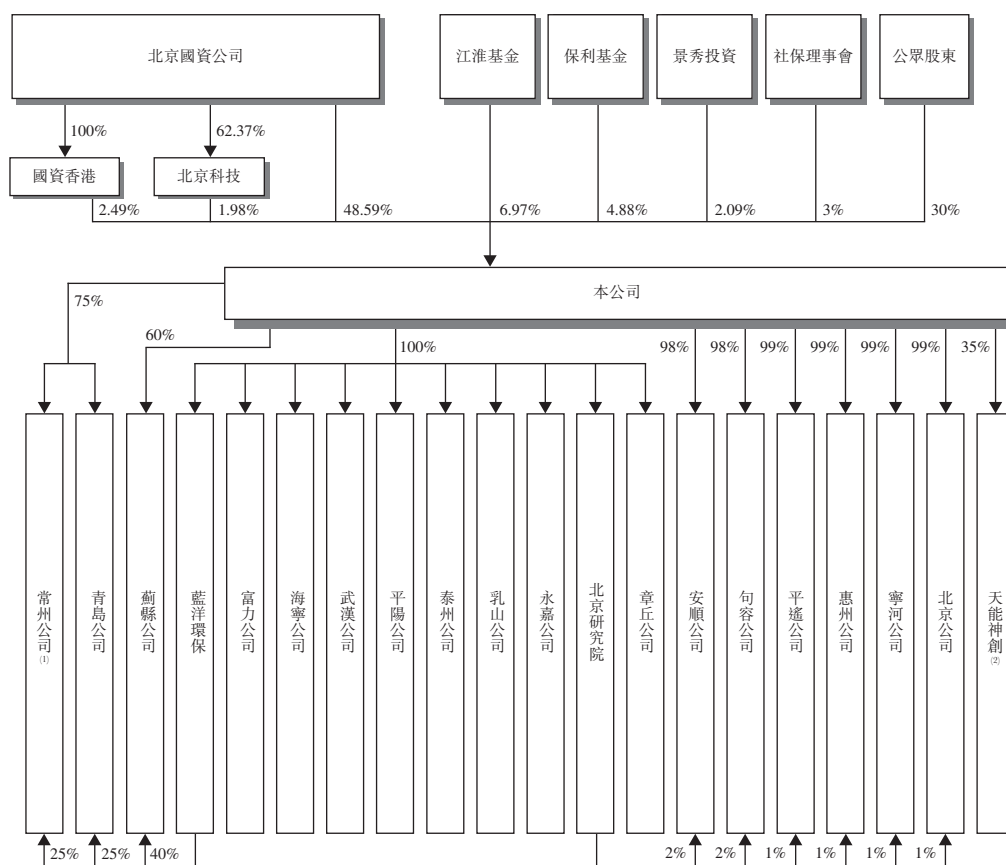 北京國資公司
江淮基金
保利基金
景秀投資
社保理事會
公眾股東
100%
62.37%
國資香港
北京科技
2.49%
1.98%
48.59%
6.97%
4.88%
2.09%
3%
30%
本公司
75%
60%
100%
98%
98%
99%
99%
99%
99%
35%
常州公司(1)
青島公司
薊縣公司
藍洋環保
富力公司
海寧公司
武漢公司
平陽公司
泰州公司
乳山公司
永嘉公司
北京研究院
章丘公司
安順公司
句容公司
平遙公司
惠州公司
寧河公司
北京公司
天能神創(2)
25%
25%
40%
2%
2%
1%
1%
1%
1%